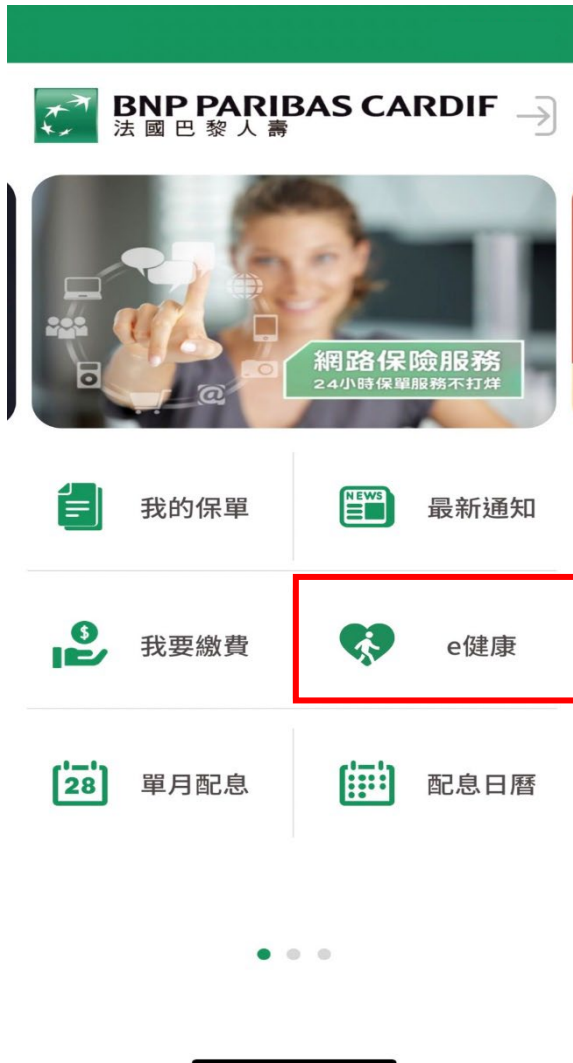 BNP PARIBAS CARDIF
法國巴黎人壽
@
網路保險服務
24小時保單服務不打烊
我的保單
NEWS
最新通知
$
我要繳費
e健康
28
單月配息
配息日曆